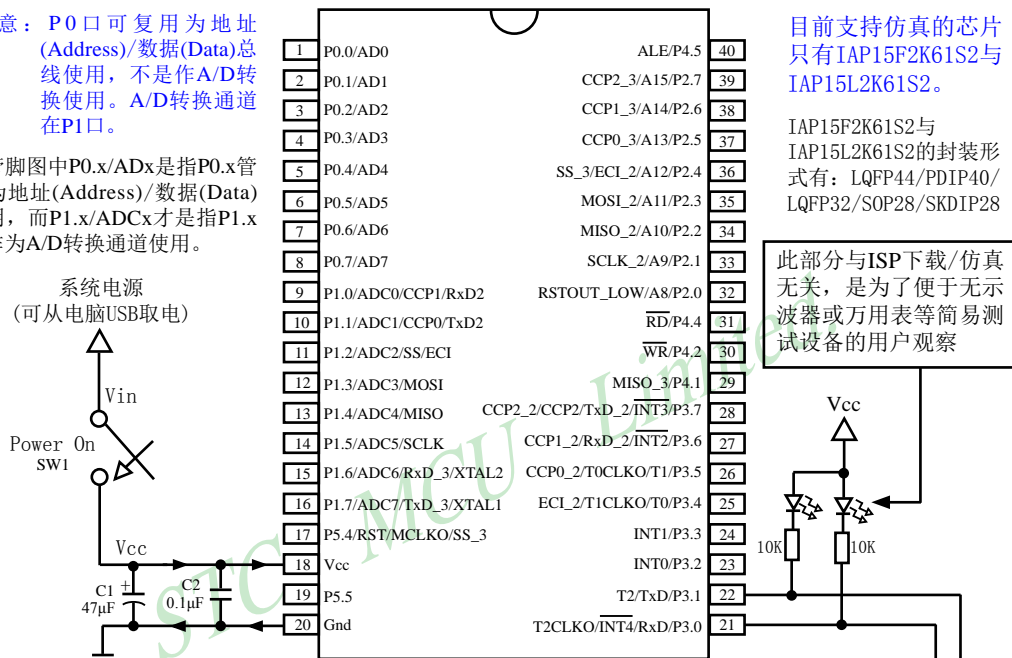 意：P0口可复用为地址
(Address)/数据(Data)总
线使用，不是作A/D转
换使用。A/D转换通道
在P1口。
管脚图中P0.x/ADx是指P0.x管
为地址(Address)/数据(Data)
用，而P1.x/ADCx才是指P1.x
作为A/D转换通道使用。
系统电源
(可从电脑USB取电)
Vin
Power On
SW1
Vcc
C1
+
47μF
C2
0.1μF
1 P0.0/AD0
2 P0.1/AD1
3 P0.2/AD2
4 P0.3/AD3
5 P0.4/AD4
6 P0.5/AD5
7 P0.6/AD6
8 P0.7/AD7
9 P1.0/ADC0/CCP1/RxD2
10 P1.1/ADC1/CCP0/TxD2
11 P1.2/ADC2/SS/ECI
12 P1.3/ADC3/MOSI
13 P1.4/ADC4/MISO
14 P1.5/ADC5/SCLK
15 P1.6/ADC6/RxD_3/XTAL2
16 P1.7/ADC7/TxD_3/XTAL1
17 P5.4/RST/MCLKO/SS_3
18 Vcc
19 P5.5
20 Gnd
ALE/P4.5 40
CCP2_3/A15/P2.7 39
CCP1_3/A14/P2.6 38
CCP0_3/A13/P2.5 37
SS_3/ECI_2/A12/P2.4 36
MOSI_2/A11/P2.3 35
MISO_2/A10/P2.2 34
SCLK_2/A9/P2.1 33
RSTOUT_LOW/A8/P2.0 32
RD/P4.4 31
WR/P4.2 30
MISO_3/P4.1 29
CCP2_2/CCP2/TxD_2/INT3/P3.7 28
CCP1_2/RxD_2/INT2/P3.6 27
CCP0_2/T0CLKO/T1/P3.5 26
ECI_2/T1CLKO/T0/P3.4 25
INT1/P3.3 24
INT0/P3.2 23
T2/TxD/P3.1 22
T2CLKO/INT4/RxD/P3.0 21
STC MCU Limited.
目前支持仿真的芯片
只有IAP15F2K61S2与
IAP15L2K61S2。
IAP15F2K61S2与
IAP15L2K61S2的封装形
式有：LQFP44/PDIP40/
LQFP32/SOP28/SKDIP28
此部分与ISP下载/仿真
无关，是为了便于无示
波器或万用表等简易测
试设备的用户观察
Vcc
10K
10K